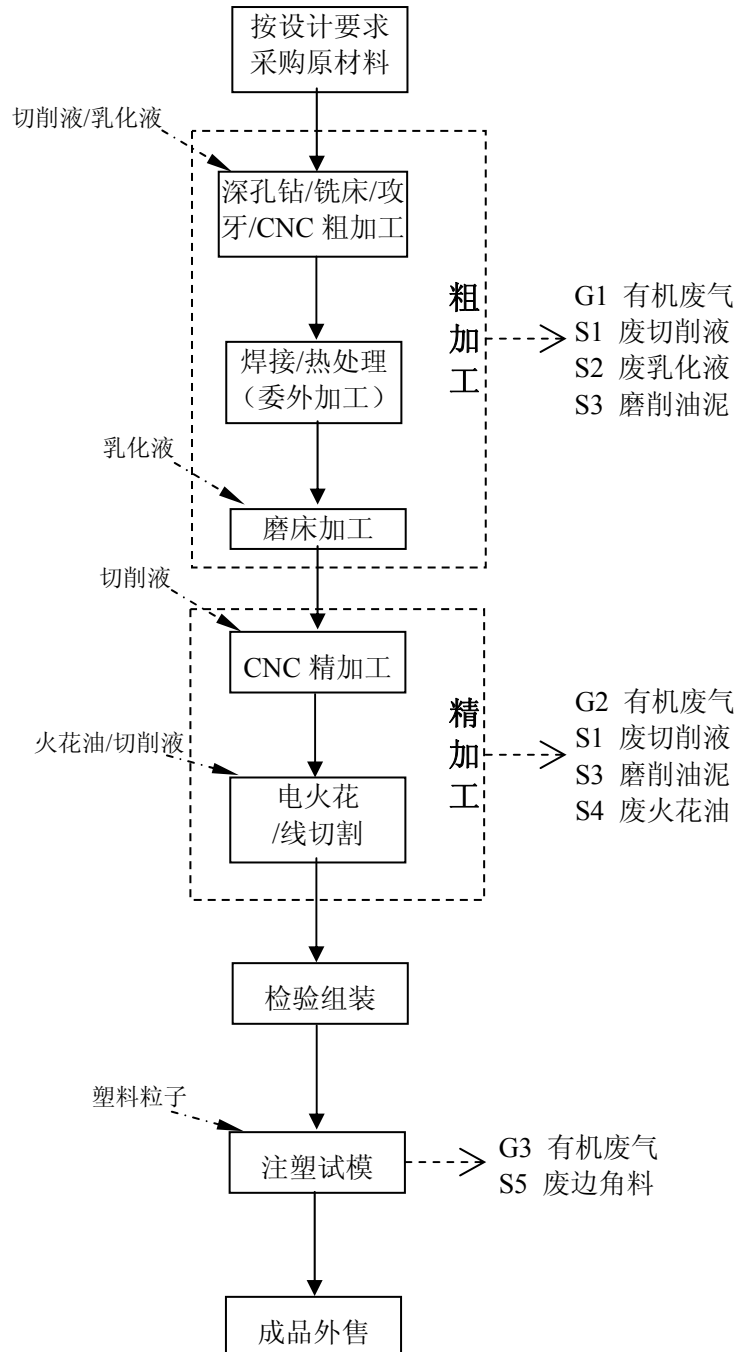 按设计要求
采购原材料
切削液/乳化液
深孔钻/铣床/攻
牙/CNC 粗加工
粗加工
G1 有机废气
S1 废切削液
S2 废乳化液
S3 磨削油泥
焊接/热处理
（委外加工）
乳化液
磨床加工
切削液
CNC 精加工
精加工
G2 有机废气
S1 废切削液
S3 磨削油泥
S4 废火花油
火花油/切削液
电火花
/线切割
检验组装
塑料粒子
注塑试模
G3 有机废气
S5 废边角料
成品外售